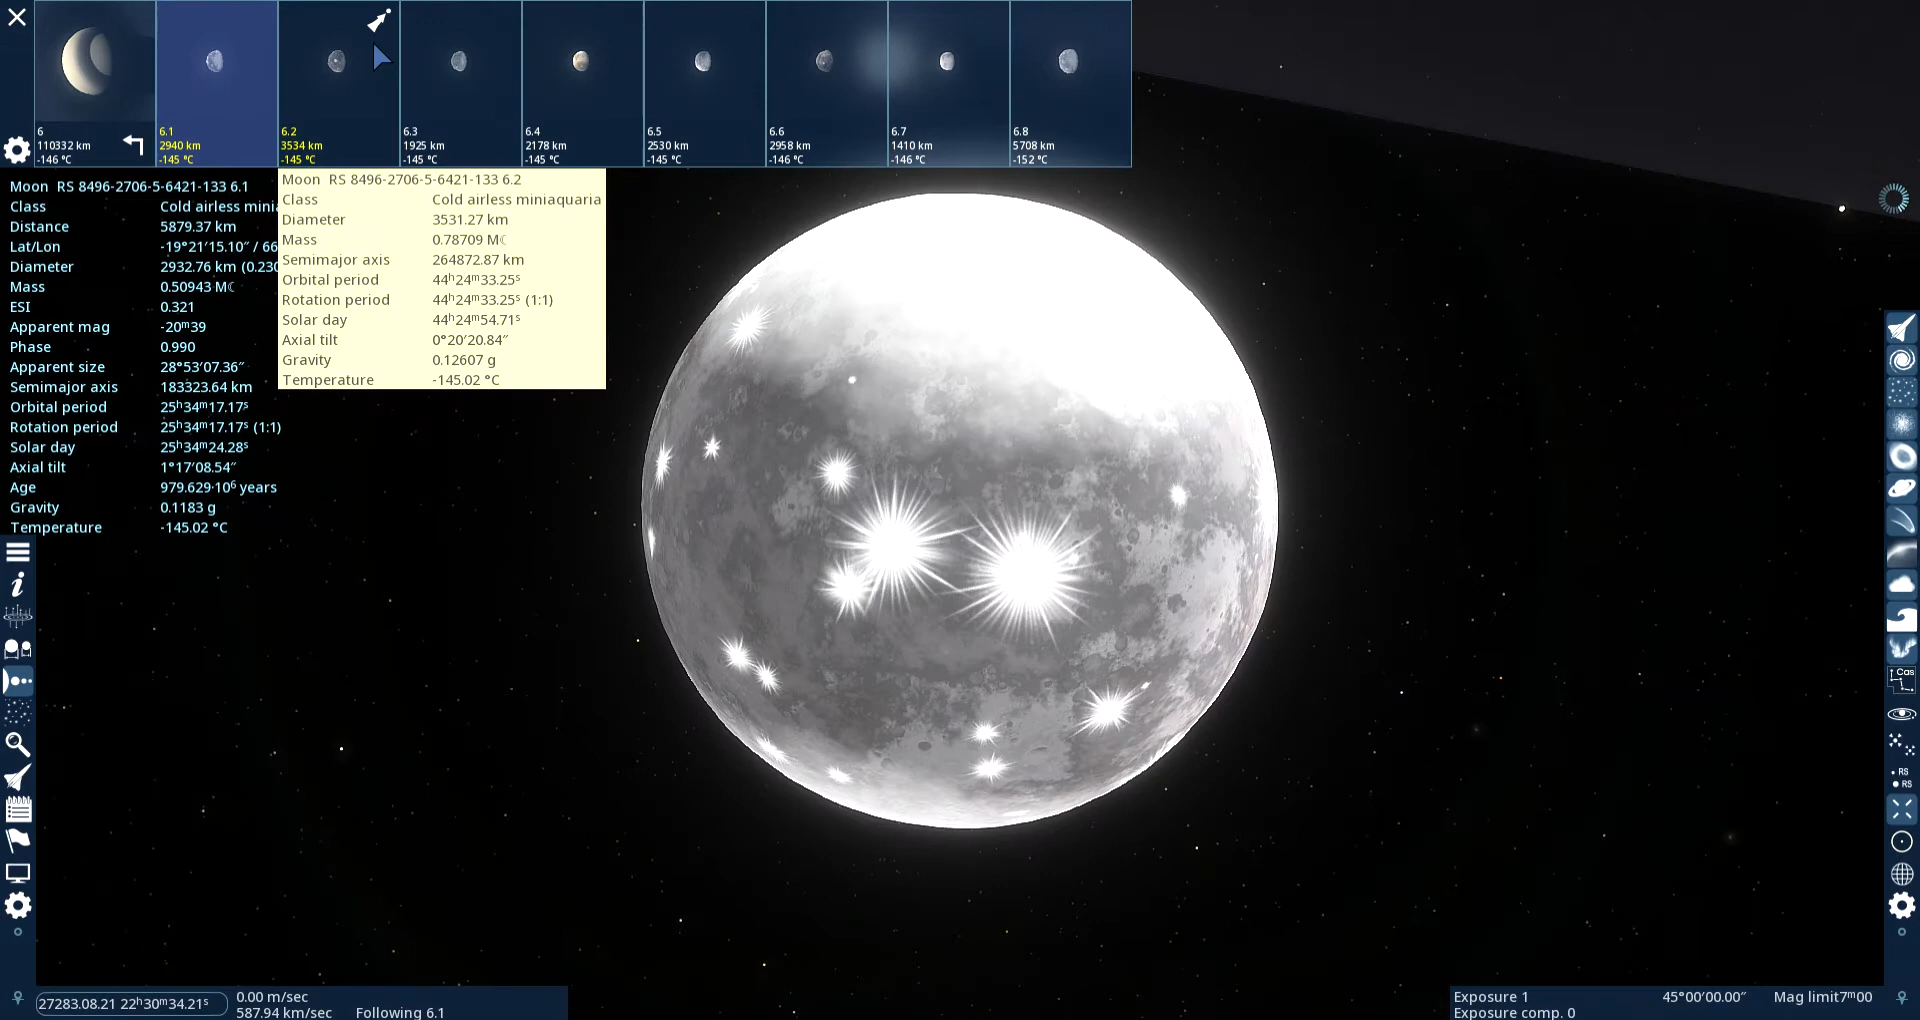 6
110332 km
-146 °C
6.1
2940 km
-145 °C
6.2
3534 km
-145 °C
6.3
1925 km
-145 °C
6.4
2178 km
-145 °C
6.5
2530 km
-145 °C
6.6
2958 km
-146 °C
6.7
1410 km
-146 °C
6.8
5708 km
-152 °C
Moon RS 8496-2706-5-6421-133 6.1
Class Cold airless minia
Distance 5879.37 km
Lat/Lon -19°21′15.10″ / 66
Diameter 2932.76 km (0.230
Mass 0.50943 M☾
ESI 0.321
Apparent mag -20ᵐ39
Phase 0.990
Apparent size 28°53′07.36″
Semimajor axis 183323.64 km
Orbital period 25ʰ34ᵐ17.17ˢ
Rotation period 25ʰ34ᵐ17.17ˢ (1:1)
Solar day 25ʰ34ᵐ24.28ˢ
Axial tilt 1°17′08.54″
Age 979.629·10⁶ years
Gravity 0.1183 g
Temperature -145.02 °C
Moon RS 8496-2706-5-6421-133 6.2
Class Cold airless miniaquaria
Diameter 3531.27 km
Mass 0.78709 M☾
Semimajor axis 264872.87 km
Orbital period 44ʰ24ᵐ33.25ˢ
Rotation period 44ʰ24ᵐ33.25ˢ (1:1)
Solar day 44ʰ24ᵐ54.71ˢ
Axial tilt 0°20′20.84″
Gravity 0.12607 g
Temperature -145.02 °C
Cas
RS
RS
27283.08.21 22ʰ30ᵐ34.21ˢ
0.00 m/sec
587.94 km/sec Following 6.1
Exposure 1 45°00′00.00″ Mag limit7ᵐ00
Exposure comp. 0